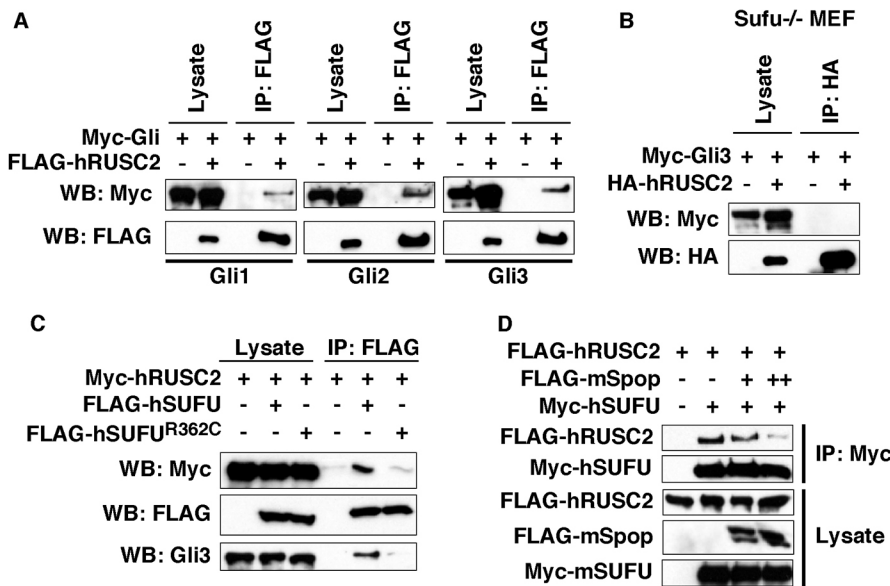 A
Lysate IP: FLAG Lysate IP: FLAG Lysate IP: FLAG
Myc-Gli + + + + + + + + + + + +
FLAG-hRUSC2 - + - + - + - + - + - +
WB: Myc
WB: FLAG
Gli1 Gli2 Gli3
B
Sufu-/- MEF
Lysate IP: HA
Myc-Gli3 + + + +
HA-hRUSC2 - + - +
WB: Myc
WB: HA
C
Lysate IP: FLAG
Myc-hRUSC2 + + + + + +
FLAG-hSUFU - + - - + -
FLAG-hSUFU^R362C - - + - - +
WB: Myc
WB: FLAG
WB: Gli3
D
FLAG-hRUSC2 + + + +
FLAG-mSpop - - + ++
Myc-hSUFU - + + +
FLAG-hRUSC2
Myc-hSUFU
IP: Myc
FLAG-hRUSC2
FLAG-mSpop
Myc-mSUFU
Lysate